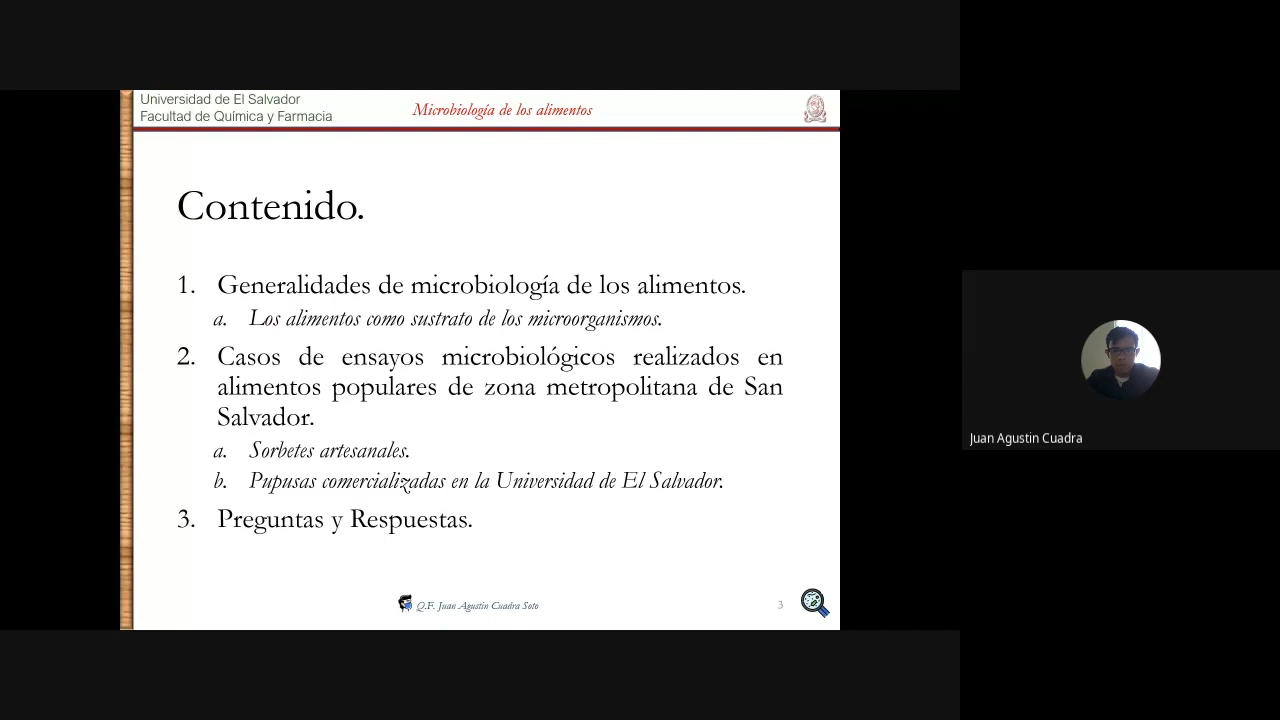 Universidad de El Salvador
Facultad de Química y Farmacia
Microbiología de los alimentos
Contenido.
1. Generalidades de microbiología de los alimentos.
a. Los alimentos como sustrato de los microorganismos.
2. Casos de ensayos microbiológicos realizados en
alimentos populares de zona metropolitana de San
Salvador.
a. Sorbetes artesanales.
b. Pupusas comercializadas en la Universidad de El Salvador.
3. Preguntas y Respuestas.
Q.F. Juan Agustín Cuadra Soto
3
Juan Agustin Cuadra